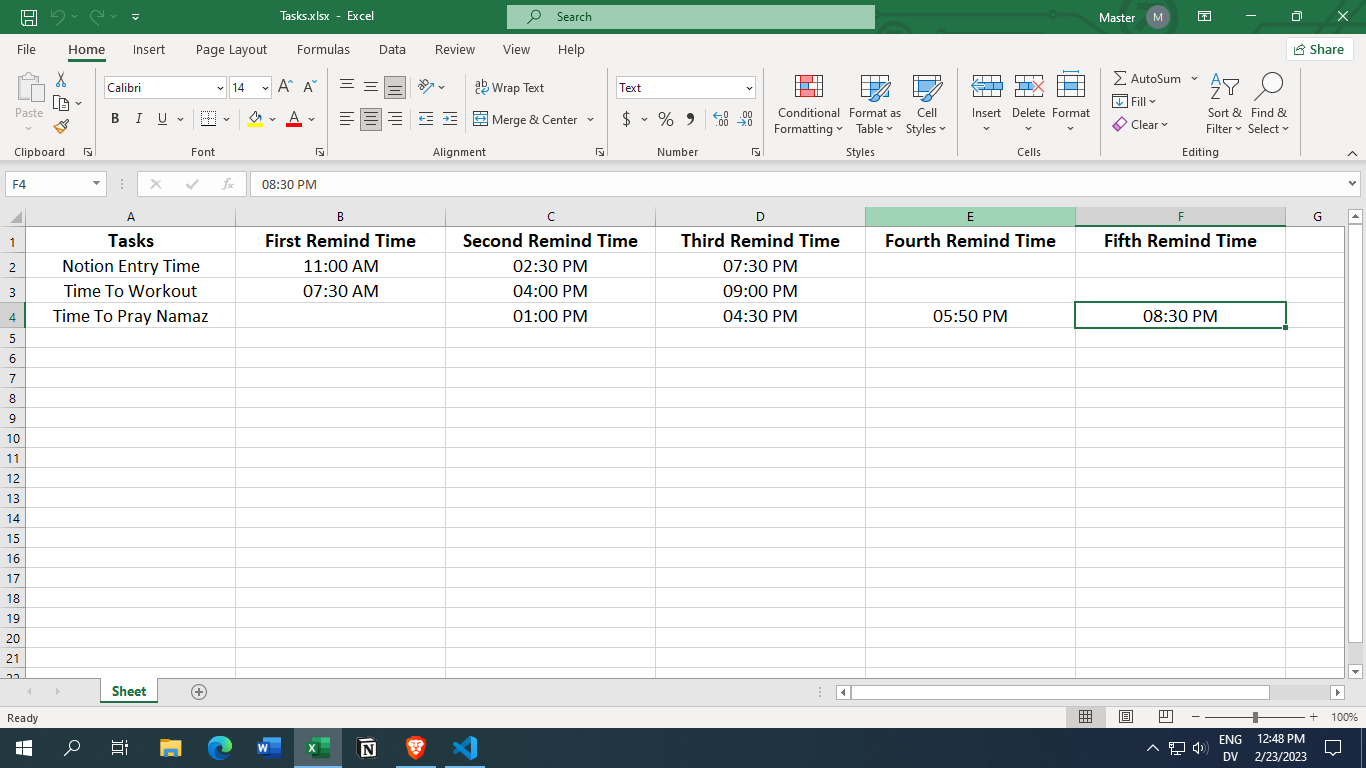 Tasks.xlsx - Excel
Search
Master M
File Home Insert Page Layout Formulas Data Review View Help Share
Paste
Clipboard
Calibri 14
B I U A
Font
ab Wrap Text
Merge & Center
Alignment
Text
$ % 9
Number
Conditional Formatting
Format as Table
Cell Styles
Styles
Insert Delete Format
Cells
AutoSum
Fill
Clear
Sort & Filter
Find & Select
Editing
F4 fx 08:30 PM
A B C D E F G
1 Tasks First Remind Time Second Remind Time Third Remind Time Fourth Remind Time Fifth Remind Time
2 Notion Entry Time 11:00 AM 02:30 PM 07:30 PM
3 Time To Workout 07:30 AM 04:00 PM 09:00 PM
4 Time To Pray Namaz 01:00 PM 04:30 PM 05:50 PM 08:30 PM
5
6
7
8
9
10
11
12
13
14
15
16
17
18
19
20
21
22
Sheet
Ready 100%
ENG 12:48 PM
DV 2/23/2023